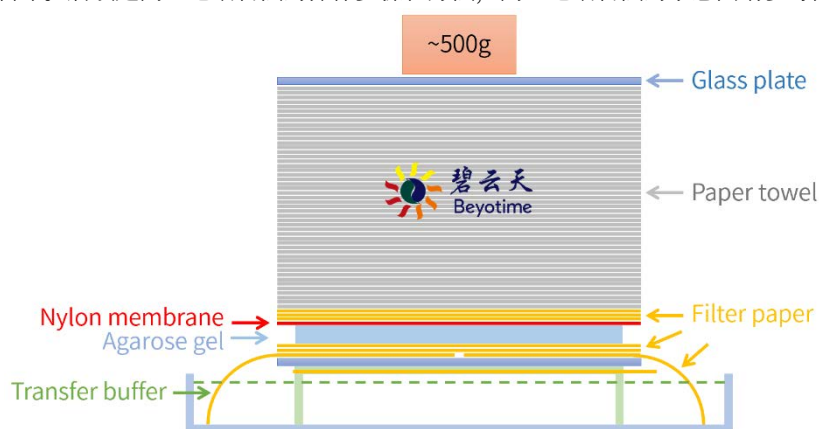 ~500g
Glass plate
碧云天
Beyotime
Paper towel
Nylon membrane
Filter paper
Agarose gel
Transfer buffer